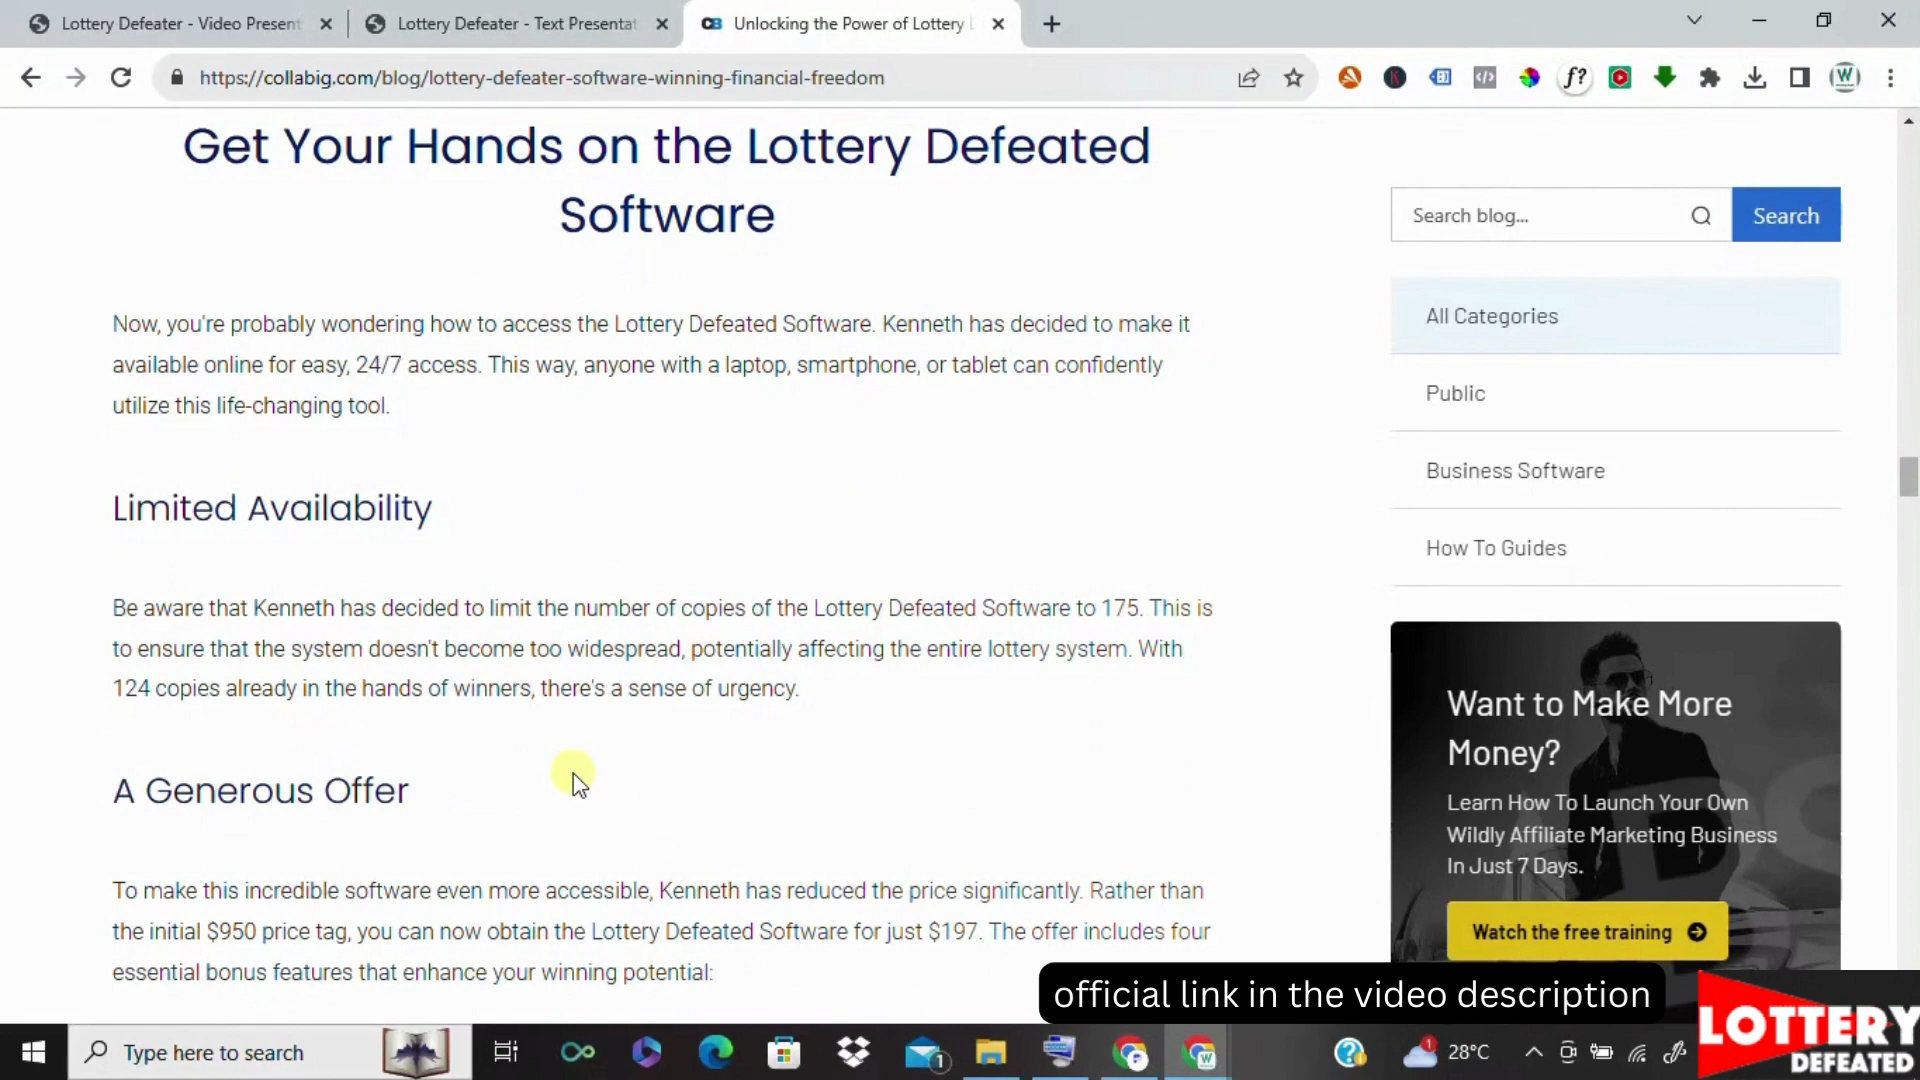 Lottery Defeater - Video Present
Lottery Defeater - Text Presentat
CB
Unlocking the Power of Lottery D
https://collabig.com/blog/lottery-defeater-software-winning-financial-freedom
K
f?
W
Get Your Hands on the Lottery Defeated
Software
Now, you're probably wondering how to access the Lottery Defeated Software. Kenneth has decided to make it
available online for easy, 24/7 access. This way, anyone with a laptop, smartphone, or tablet can confidently
utilize this life-changing tool.
Limited Availability
Be aware that Kenneth has decided to limit the number of copies of the Lottery Defeated Software to 175. This is
to ensure that the system doesn't become too widespread, potentially affecting the entire lottery system. With
124 copies already in the hands of winners, there's a sense of urgency.
A Generous Offer
To make this incredible software even more accessible, Kenneth has reduced the price significantly. Rather than
the initial $950 price tag, you can now obtain the Lottery Defeated Software for just $197. The offer includes four
essential bonus features that enhance your winning potential:
Search blog...
Search
All Categories
Public
Business Software
How To Guides
Want to Make More
Money?
Learn How To Launch Your Own
Wildly Affiliate Marketing Business
In Just 7 Days.
Watch the free training
official link in the video description
Type here to search
1
P
W
1
28°C
LOTTERY
DEFEATED